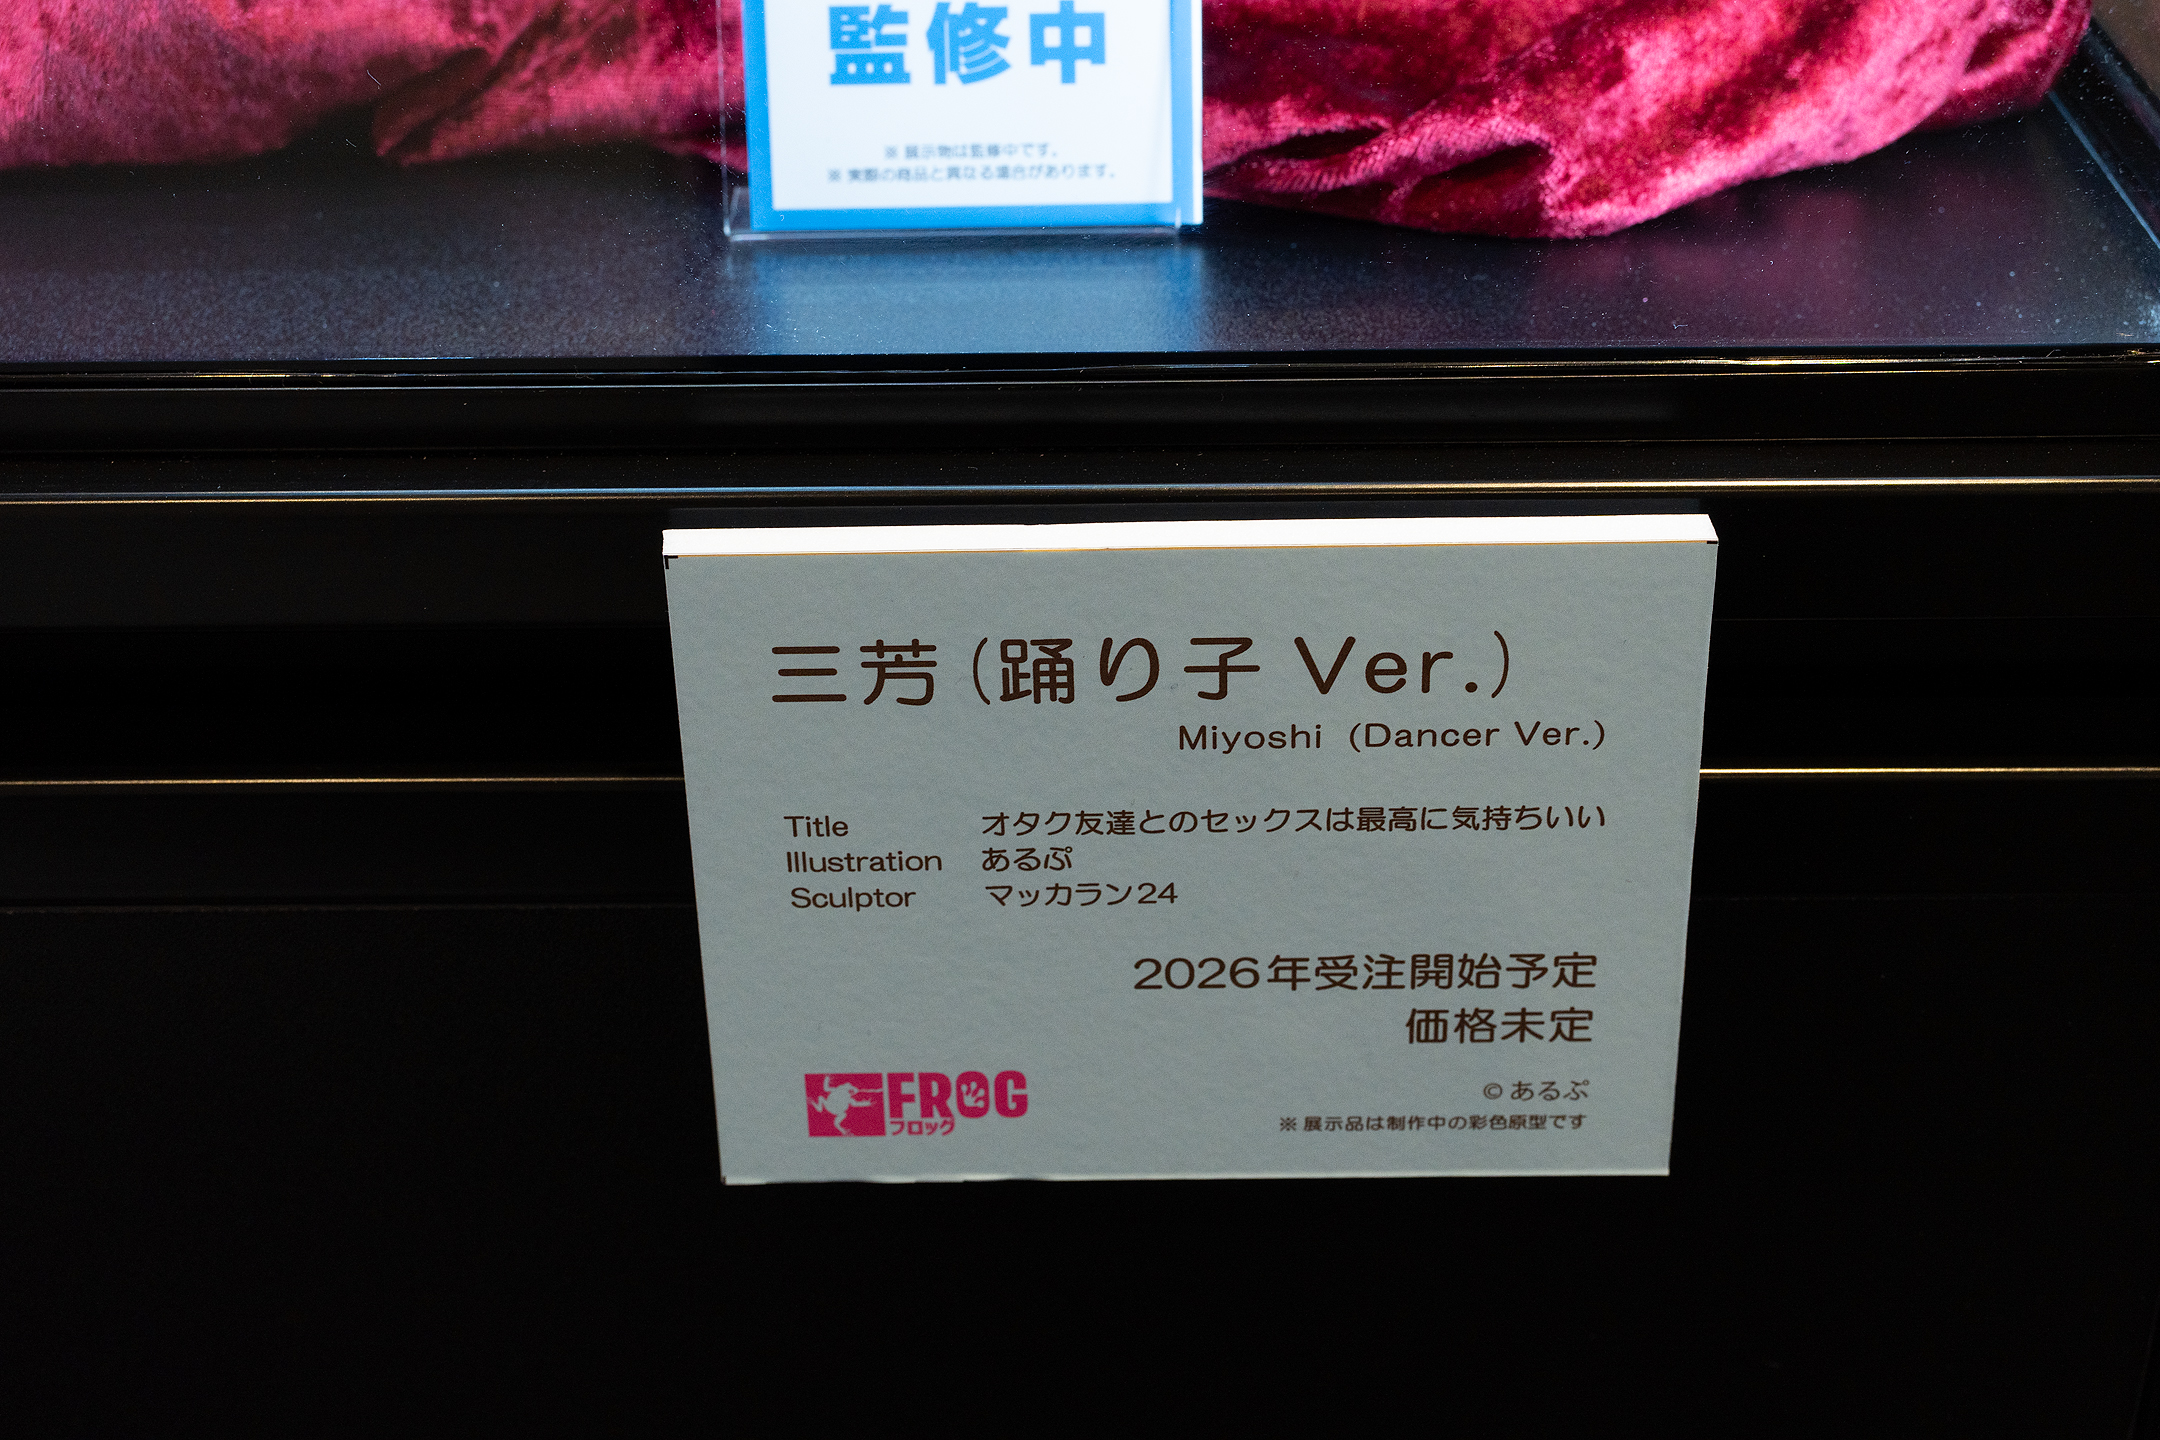 監修中
※ 展示物は監修中です。
※ 実際の商品と異なる場合があります。
三芳(踊り子 Ver.)
Miyoshi (Dancer Ver.)
Title オタク友達とのセックスは最高に気持ちいい
Illustration あるぷ
Sculptor マッカラン24
2026年受注開始予定
価格未定
FROG
フロッグ
© あるぷ
※ 展示品は制作中の彩色原型です